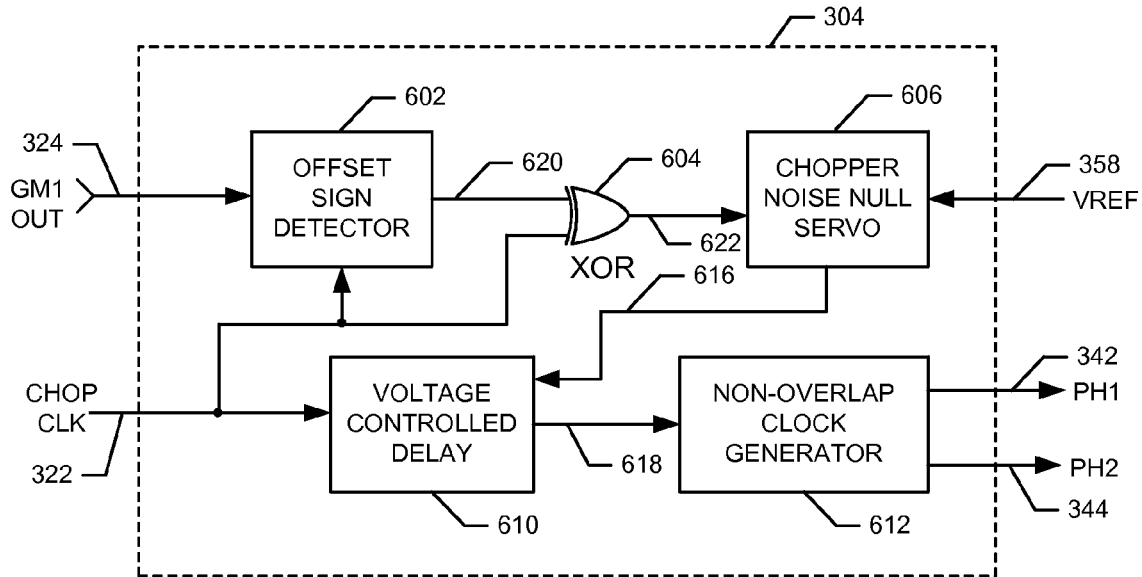 304
602
606
324
GM1
OUT
OFFSET
SIGN
DETECTOR
620
604
CHOPPER
NOISE NULL
SERVO
358
VREF
622
XOR
616
CHOP
CLK
322
VOLTAGE
CONTROLLED
DELAY
618
NON-OVERLAP
CLOCK
GENERATOR
342
PH1
PH2
344
610
612